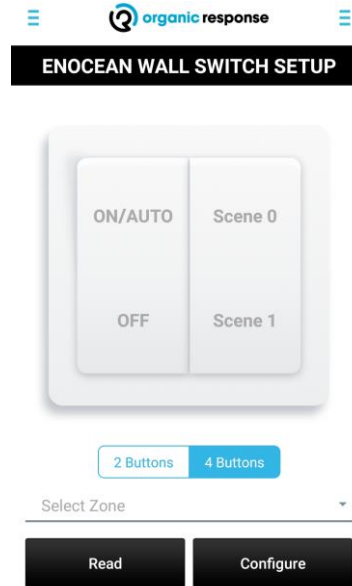 organic response
ENOCEAN WALL SWITCH SETUP
ON/AUTO Scene 0
OFF Scene 1
2 Buttons 4 Buttons
Select Zone
Read Configure